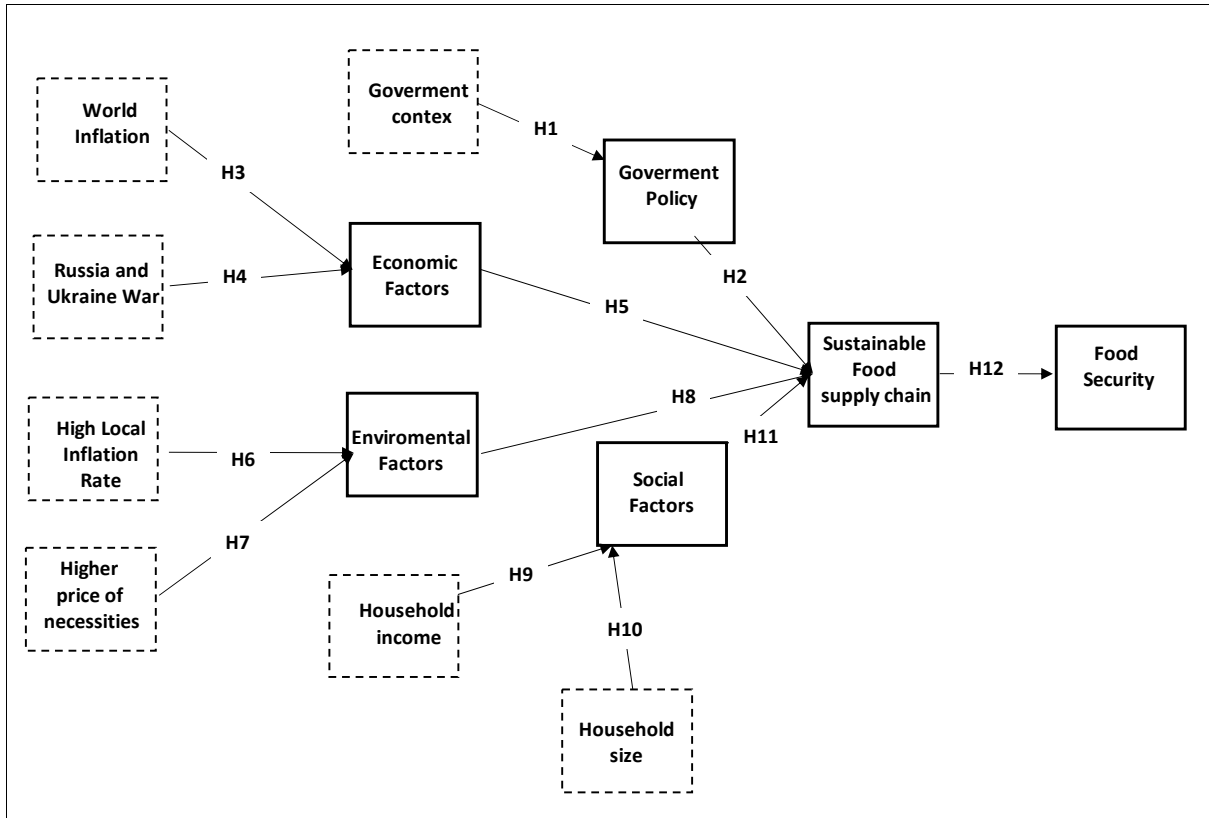 World
Inflation
Goverment
contex
H1
H3
Goverment
Policy
Russia and
Ukraine War
H4
Economic
Factors
H2
H5
Sustainable
Food
supply chain
H12
Food
Security
High Local
Inflation
Rate
H6
Enviromental
Factors
H8
H11
Social
Factors
H7
Higher
price of
necessities
H9
Household
income
H10
Household
size